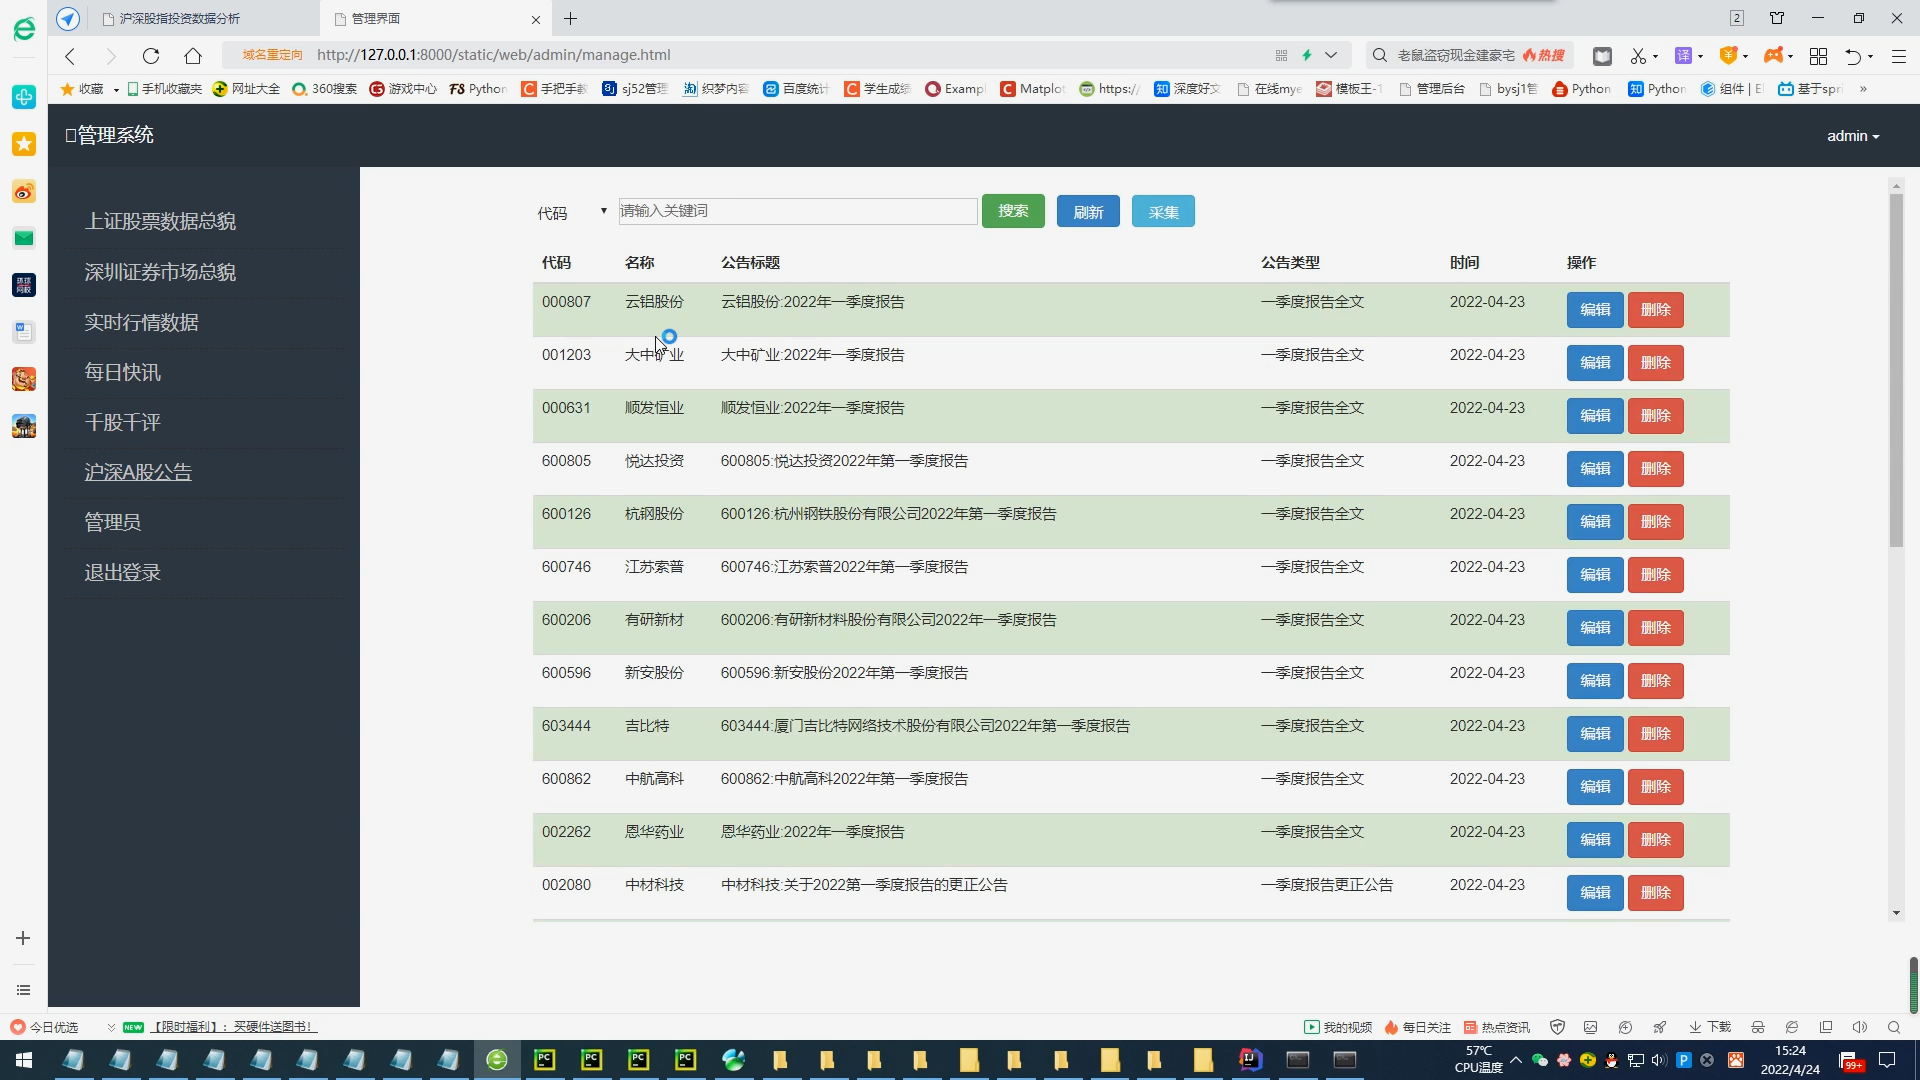 沪深股指投资数据分析
管理界面
2
域名重定向 http://127.0.0.1:8000/static/web/admin/manage.html
老鼠盗窃现金建豪宅 热搜
收藏 手机收藏夹 网址大全 360搜索 游戏中心 Python 手把手教 sj52管理 织梦内容 百度统计 学生成绩 Examp Matplot https:/ 深度好文 在线mye 模板王-1 管理后台 bysj1管 Python Python 组件 | El 基于spri »
管理系统
admin
上证股票数据总貌
深圳证券市场总貌
实时行情数据
每日快讯
千股千评
沪深A股公告
管理员
退出登录
代码 请输入关键词 搜索 刷新 采集
代码 名称 公告标题 公告类型 时间 操作
000807 云铝股份 云铝股份:2022年一季度报告 一季度报告全文 2022-04-23 编辑 删除
001203 大中矿业 大中矿业:2022年一季度报告 一季度报告全文 2022-04-23 编辑 删除
000631 顺发恒业 顺发恒业:2022年一季度报告 一季度报告全文 2022-04-23 编辑 删除
600805 悦达投资 600805:悦达投资2022年第一季度报告 一季度报告全文 2022-04-23 编辑 删除
600126 杭钢股份 600126:杭州钢铁股份有限公司2022年第一季度报告 一季度报告全文 2022-04-23 编辑 删除
600746 江苏索普 600746:江苏索普2022年第一季度报告 一季度报告全文 2022-04-23 编辑 删除
600206 有研新材 600206:有研新材料股份有限公司2022年一季度报告 一季度报告全文 2022-04-23 编辑 删除
600596 新安股份 600596:新安股份2022年第一季度报告 一季度报告全文 2022-04-23 编辑 删除
603444 吉比特 603444:厦门吉比特网络技术股份有限公司2022年第一季度报告 一季度报告全文 2022-04-23 编辑 删除
600862 中航高科 600862:中航高科2022年第一季度报告 一季度报告全文 2022-04-23 编辑 删除
002262 恩华药业 恩华药业:2022年一季度报告 一季度报告全文 2022-04-23 编辑 删除
002080 中材科技 中材科技:关于2022第一季度报告的更正公告 一季度报告更正公告 2022-04-23 编辑 删除
今日优选 NEW 【限时福利】：买硬件送图书！ 我的视频 每日关注 热点资讯 下载
57℃
CPU温度
15:24
2022/4/24
99+